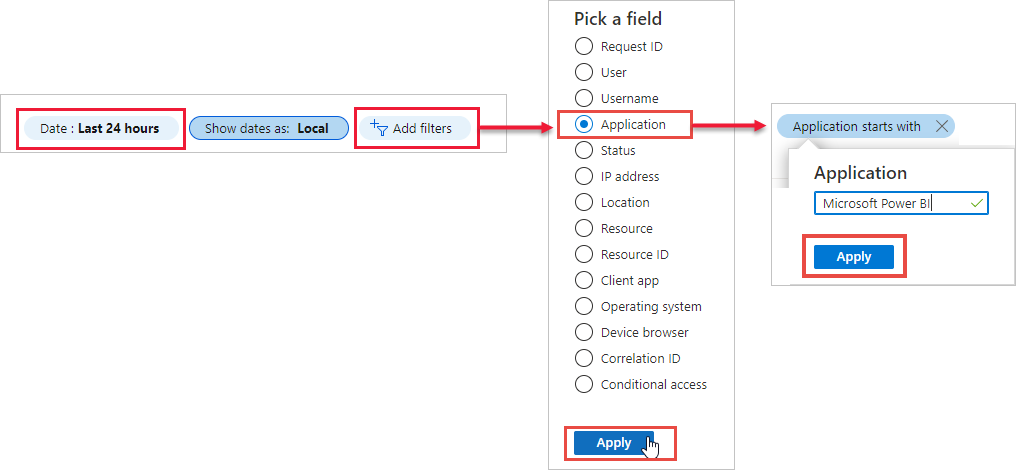 Date : Last 24 hours
Show dates as: Local
Add filters
Pick a field
Request ID
User
Username
Application
Status
IP address
Location
Resource
Resource ID
Client app
Operating system
Device browser
Correlation ID
Conditional access
Apply
Application starts with
Application
Microsoft Power BI
Apply